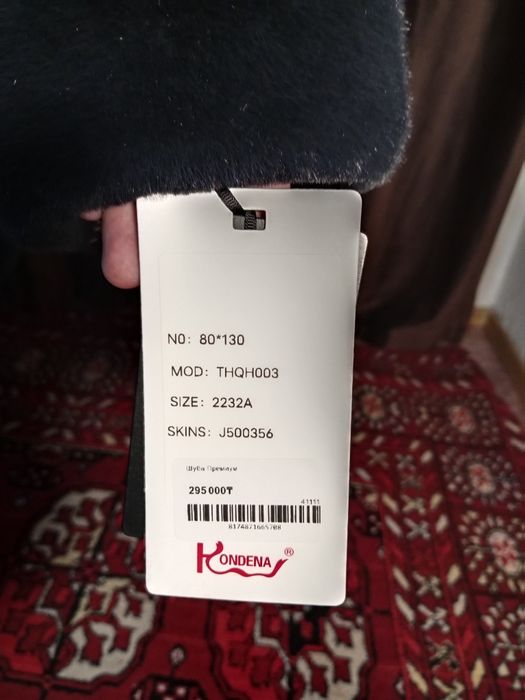 N0: 80*130
MOD: THQH003
SIZE: 2232A
SKINS: J500356
Шуба Премиум
295 000₸
41111
8174871665708
KONDENA®